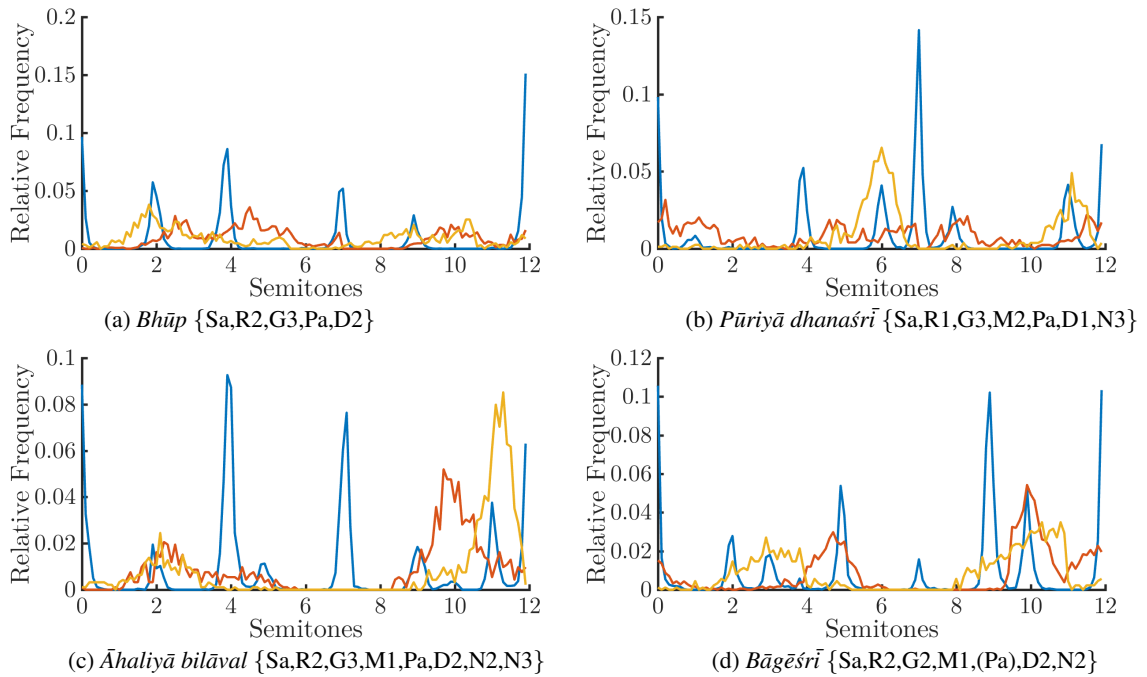 0.2
0.15
0.1
0.05
0
Relative Frequency
0 2 4 6 8 10 12
Semitones
(a) Bhūp {Sa,R2,G3,Pa,D2}
0.15
0.1
0.05
0
Relative Frequency
0 2 4 6 8 10 12
Semitones
(b) Pūriyā dhanaśrī {Sa,R1,G3,M2,Pa,D1,N3}
0.1
0.08
0.06
0.04
0.02
0
Relative Frequency
0 2 4 6 8 10 12
Semitones
(c) Āhaliyā bilāval {Sa,R2,G3,M1,Pa,D2,N2,N3}
0.12
0.1
0.08
0.06
0.04
0.02
0
Relative Frequency
0 2 4 6 8 10 12
Semitones
(d) Bāgēśrī {Sa,R2,G2,M1,(Pa),D2,N2}